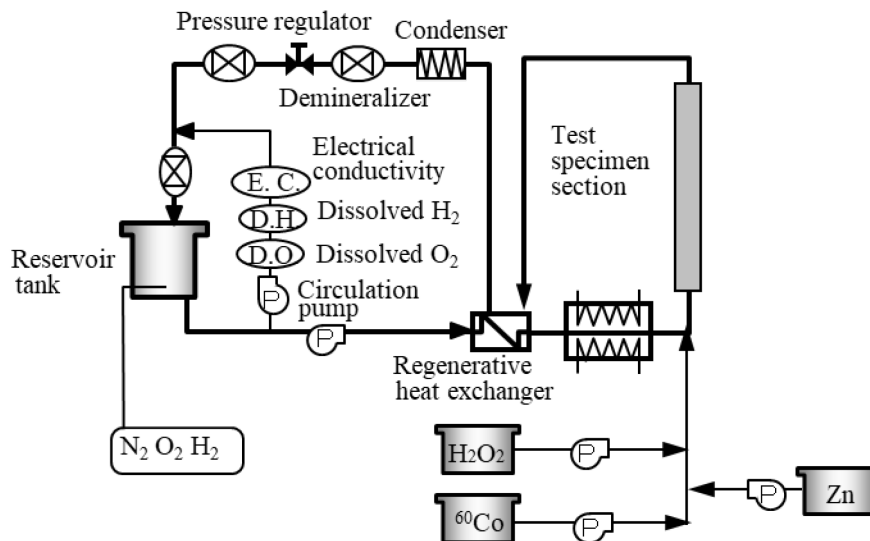 Pressure regulator
Condenser
Demineralizer
Test
specimen
section
Electrical
conductivity
E. C.
D.H
Dissolved H₂
D.O
Dissolved O₂
Reservoir
tank
P
Circulation
pump
P
Regenerative
heat exchanger
N₂ O₂ H₂
H₂O₂
P
P
Zn
⁶⁰Co
P